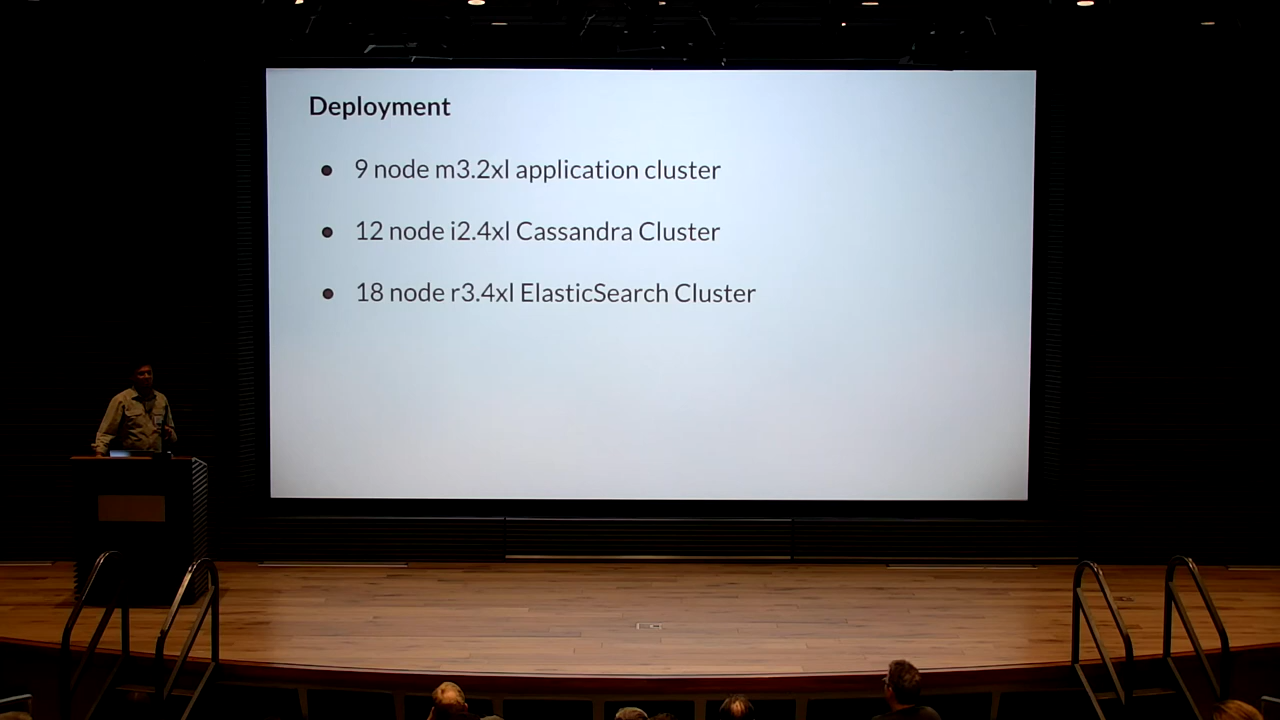 Deployment
● 9 node m3.2xl application cluster
● 12 node i2.4xl Cassandra Cluster
● 18 node r3.4xl ElasticSearch Cluster